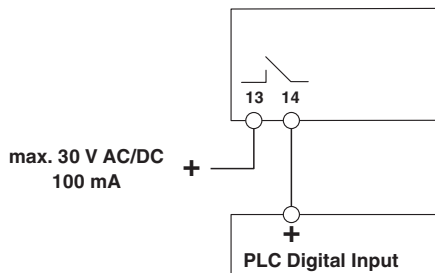 13 14
max. 30 V AC/DC
100 mA
+
+
PLC Digital Input